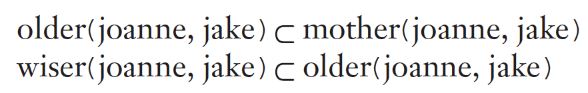 older(joanne, jake) ⊂ mother(joanne, jake)
wiser(joanne, jake) ⊂ older(joanne, jake)